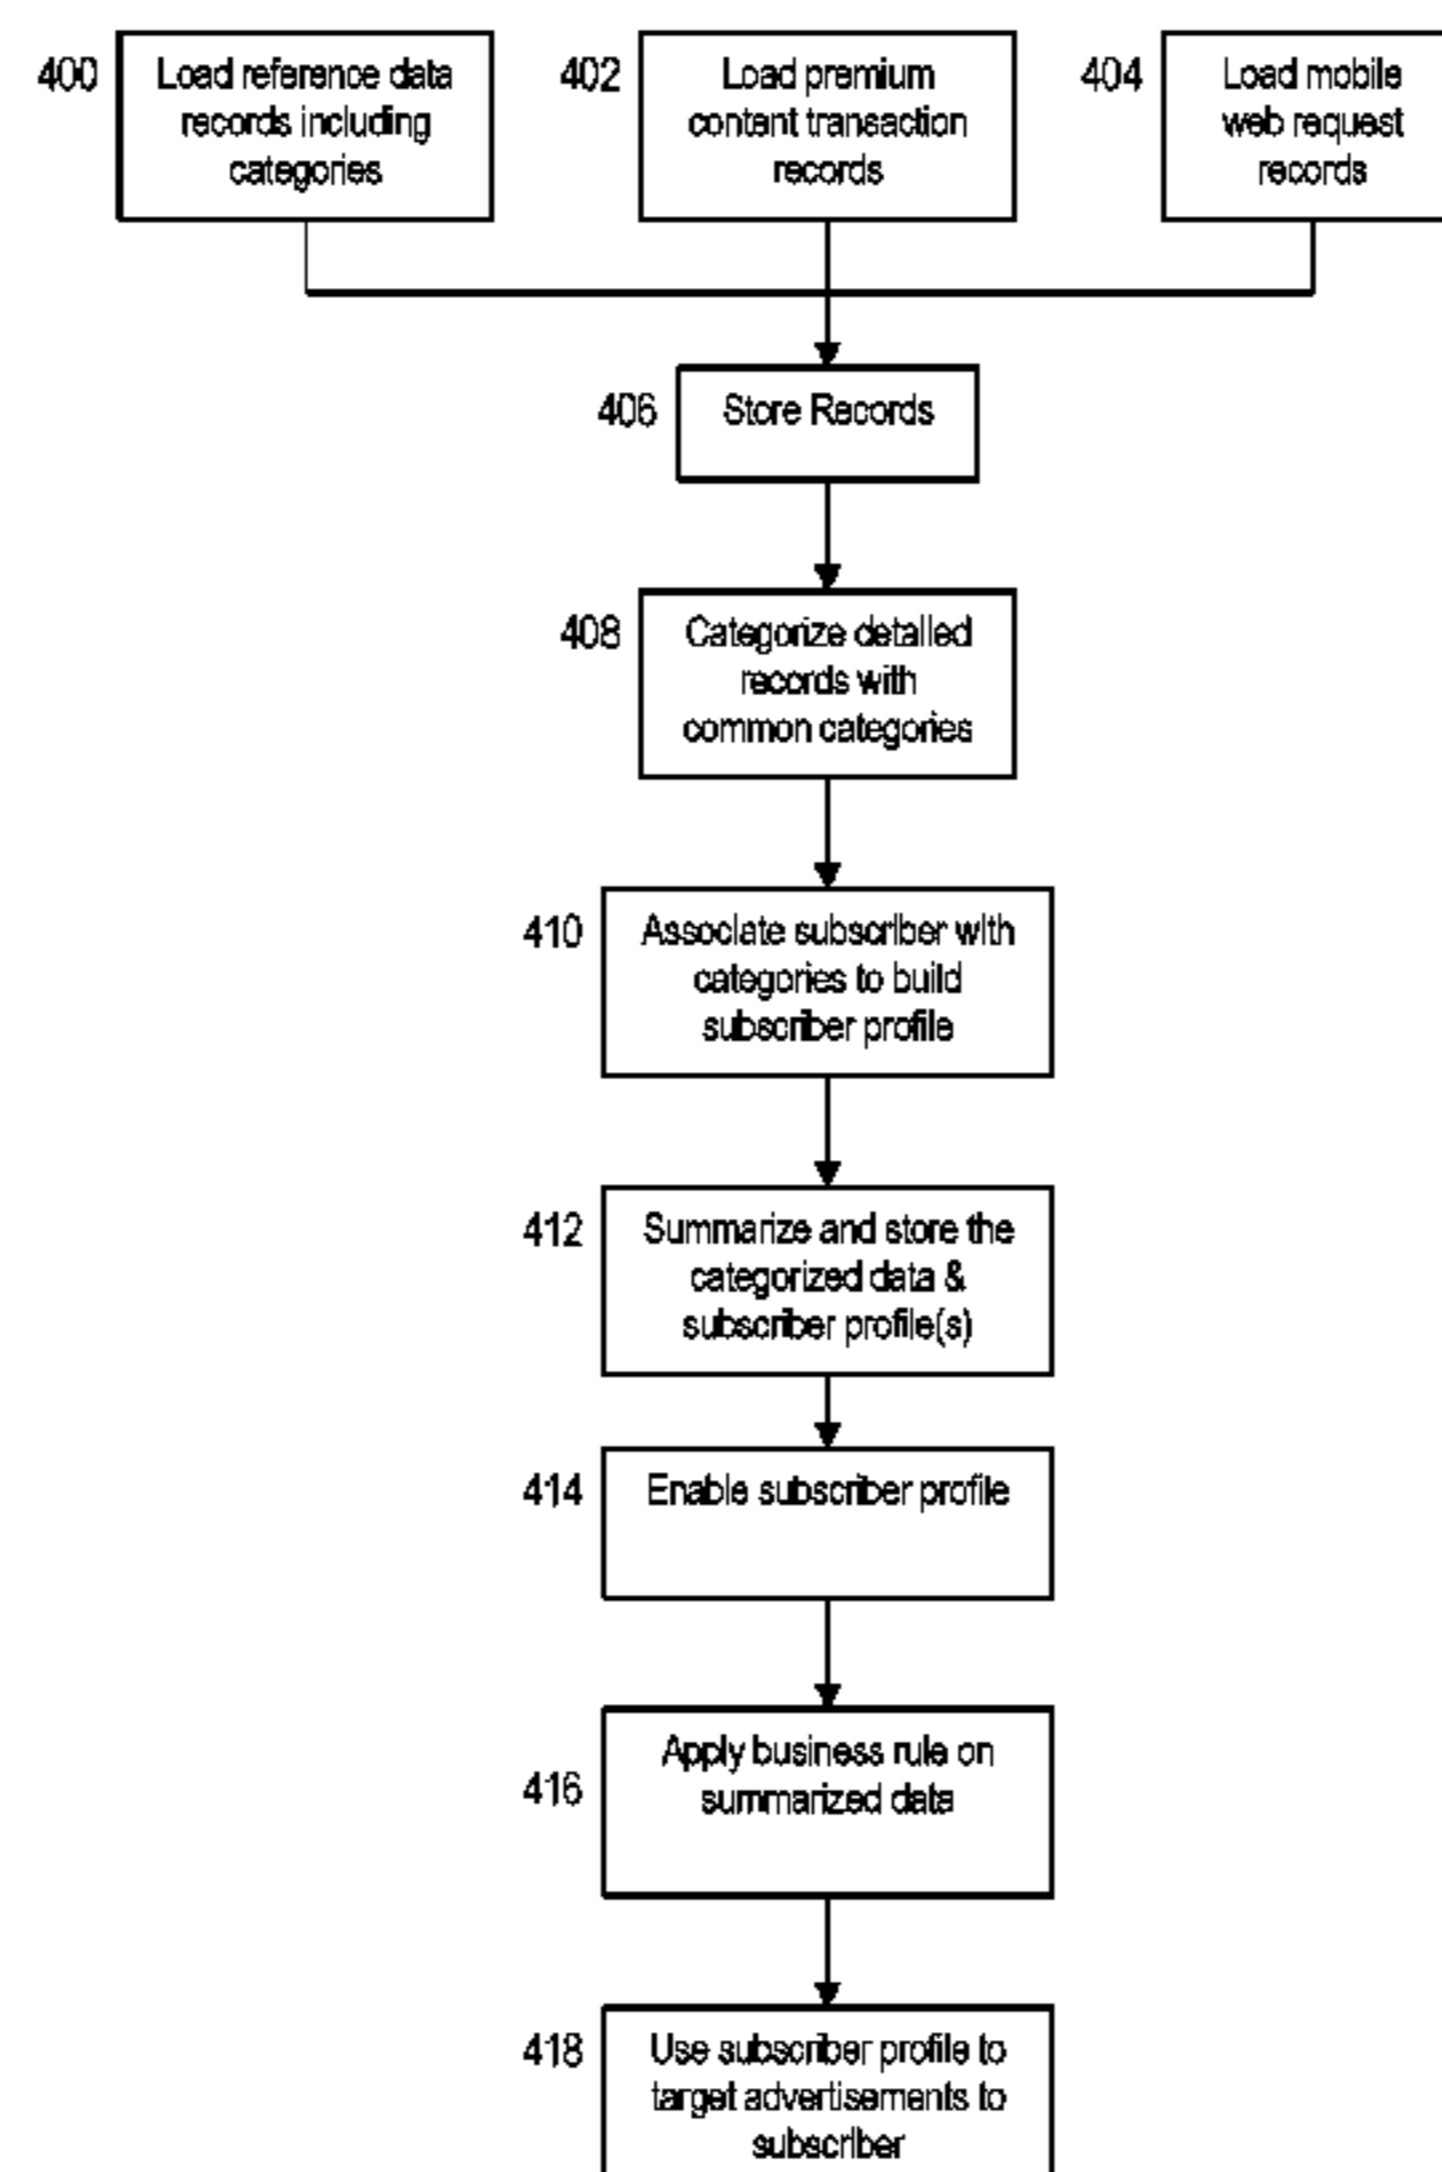 400 Load reference data
records including
categories
402 Load premium
content transaction
records
404 Load mobile
web request
records
406 Store Records
408 Categorize detailed
records with
common categories
410 Associate subscriber with
categories to build
subscriber profile
412 Summarize and store the
categorized data &
subscriber profile(s)
414 Enable subscriber profile
416 Apply business rule on
summarized data
418 Use subscriber profile to
target advertisements to
subscriber